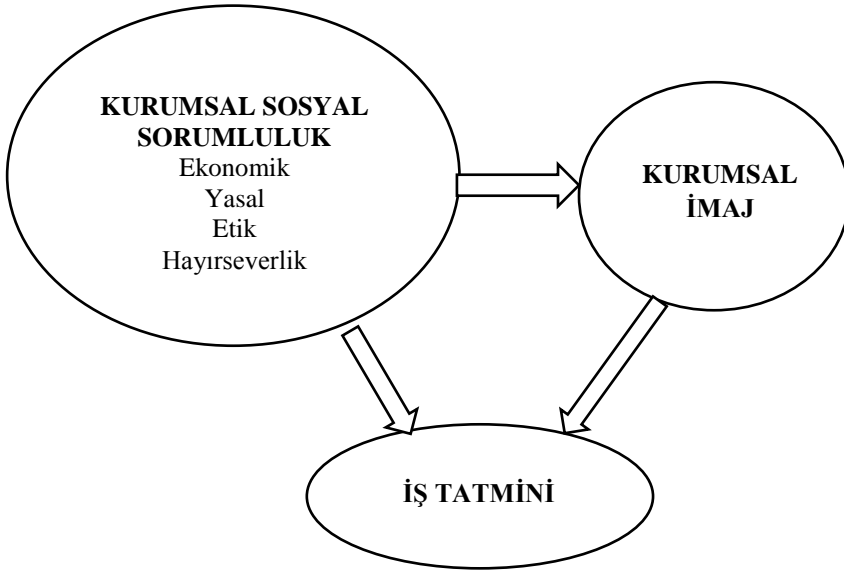 KURUMSAL SOSYAL
SORUMLULUK
Ekonomik
Yasal
Etik
Hayırseverlik
KURUMSAL
İMAJ
İŞ TATMİNİ